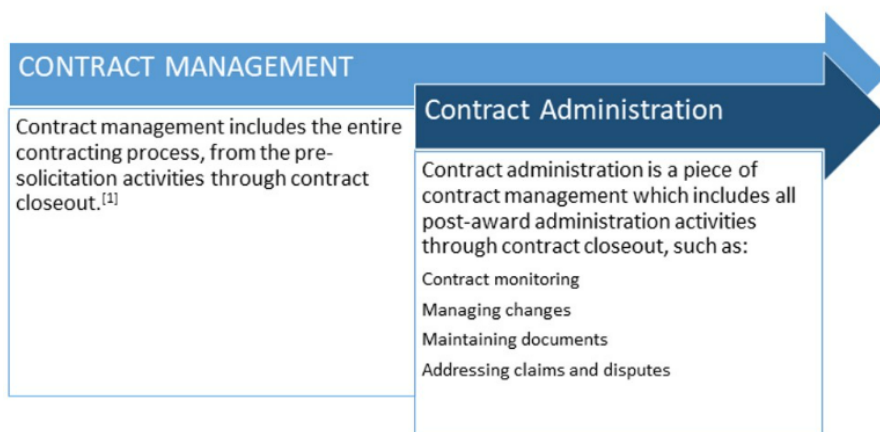 CONTRACT MANAGEMENT
Contract management includes the entire
contracting process, from the pre-
solicitation activities through contract
closeout.[1]
Contract Administration
Contract administration is a piece of
contract management which includes all
post-award administration activities
through contract closeout, such as:
Contract monitoring
Managing changes
Maintaining documents
Addressing claims and disputes